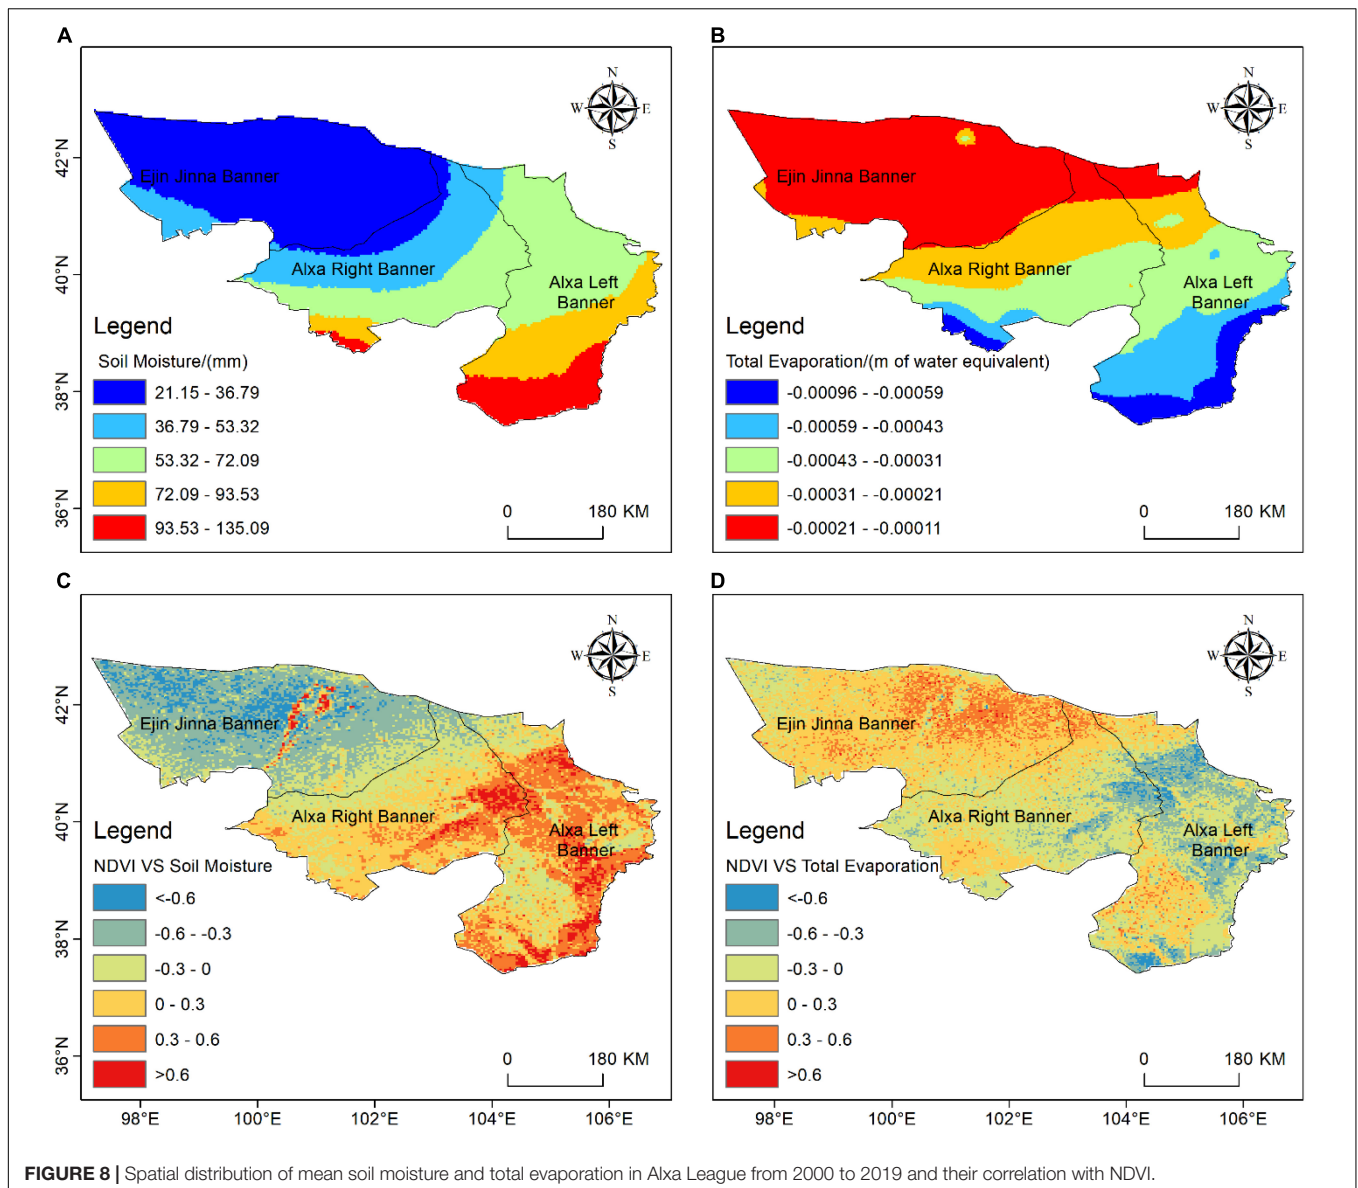 A
N
W E
S
42°N
40°N
38°N
36°N
Ejin Jinna Banner
Alxa Right Banner
Alxa Left
Banner
Legend
Soil Moisture/(mm)
21.15 - 36.79
36.79 - 53.32
53.32 - 72.09
72.09 - 93.53
93.53 - 135.09
0 180 KM
B
N
W E
S
Ejin Jinna Banner
Alxa Right Banner
Alxa Left
Banner
Legend
Total Evaporation/(m of water equivalent)
-0.00096 - -0.00059
-0.00059 - -0.00043
-0.00043 - -0.00031
-0.00031 - -0.00021
-0.00021 - -0.00011
0 180 KM
C
N
W E
S
42°N
40°N
38°N
36°N
Ejin Jinna Banner
Alxa Right Banner
Alxa Left
Banner
Legend
NDVI VS Soil Moisture
<-0.6
-0.6 - -0.3
-0.3 - 0
0 - 0.3
0.3 - 0.6
>0.6
0 180 KM
98°E 100°E 102°E 104°E 106°E
D
N
W E
S
Ejin Jinna Banner
Alxa Right Banner
Alxa Left
Banner
Legend
NDVI VS Total Evaporation
<-0.6
-0.6 - -0.3
-0.3 - 0
0 - 0.3
0.3 - 0.6
>0.6
0 180 KM
98°E 100°E 102°E 104°E 106°E
FIGURE 8 | Spatial distribution of mean soil moisture and total evaporation in Alxa League from 2000 to 2019 and their correlation with NDVI.